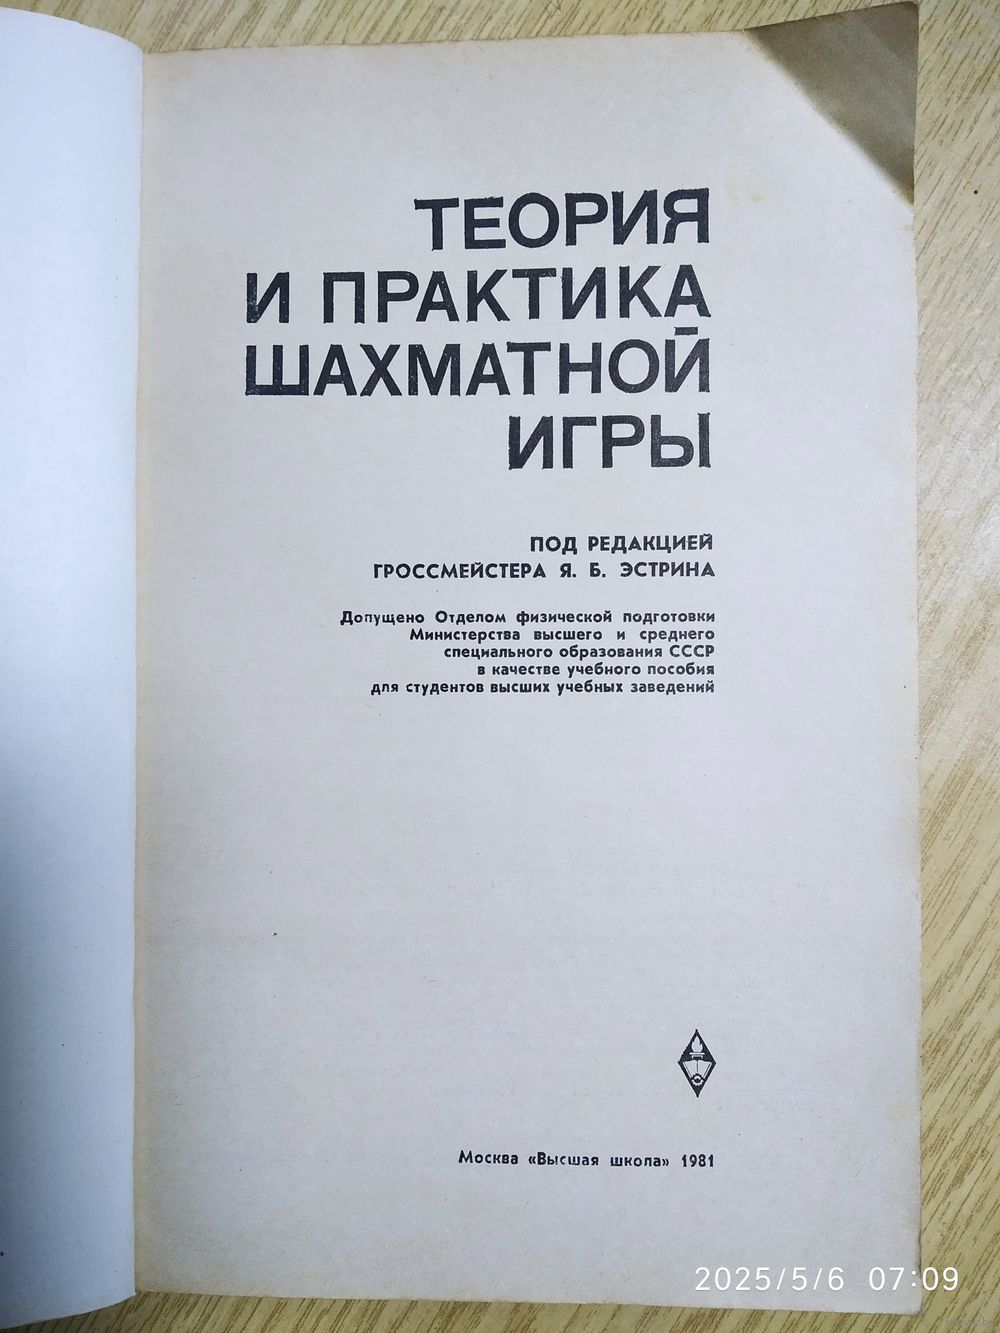 ТЕОРИЯ
И ПРАКТИКА
ШАХМАТНОЙ
ИГРЫ
ПОД РЕДАКЦИЕЙ
ГРОССМЕЙСТЕРА Я. Б. ЭСТРИНА
Допущено Отделом физической подготовки
Министерства высшего и среднего
специального образования СССР
в качестве учебного пособия
для студентов высших учебных заведений
Москва «Высшая школа» 1981
2025/5/6 07:09